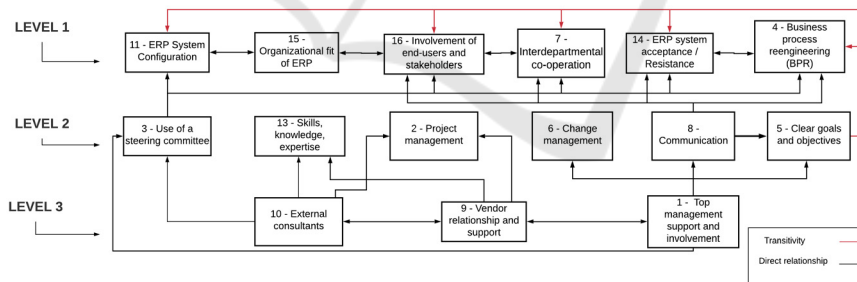 LEVEL 1
11 - ERP System
Configuration
15 -
Organizational fit
of ERP
16 - Involvement of
end-users and
stakeholders
7 -
Interdepartmental
co-operation
14 - ERP system
acceptance /
Resistance
4 - Business
process
reengineering
(BPR)
LEVEL 2
3 - Use of a
steering committee
13 - Skills,
knowledge,
expertise
2 - Project
management
6 - Change
management
8 -
Communication
5 - Clear goals
and objectives
LEVEL 3
10 - External
consultants
9 - Vendor
relationship and
support
1 - Top
management
support and
involvement
Transitivity
Direct relationship